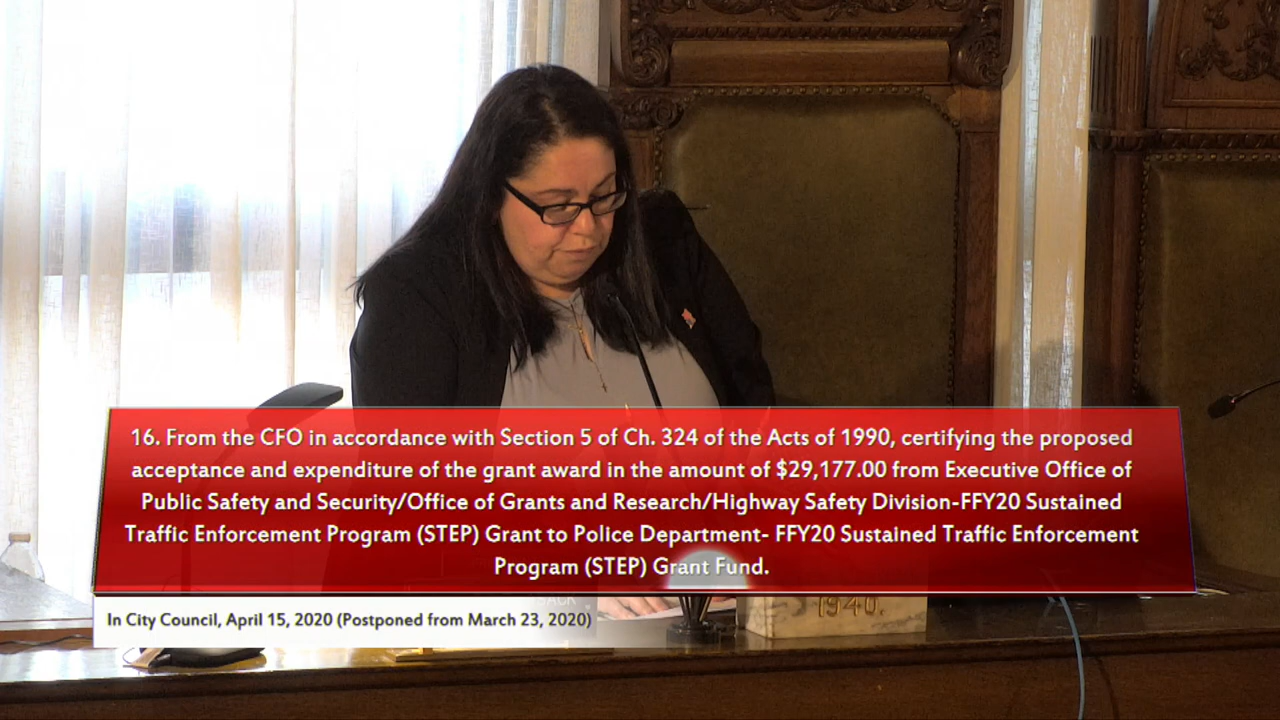 16. From the CFO in accordance with Section 5 of Ch. 324 of the Acts of 1990, certifying the proposed
acceptance and expenditure of the grant award in the amount of $29,177.00 from Executive Office of
Public Safety and Security/Office of Grants and Research/Highway Safety Division-FFY20 Sustained
Traffic Enforcement Program (STEP) Grant to Police Department- FFY20 Sustained Traffic Enforcement
Program (STEP) Grant Fund.
In City Council, April 15, 2020 (Postponed from March 23, 2020)
1940.